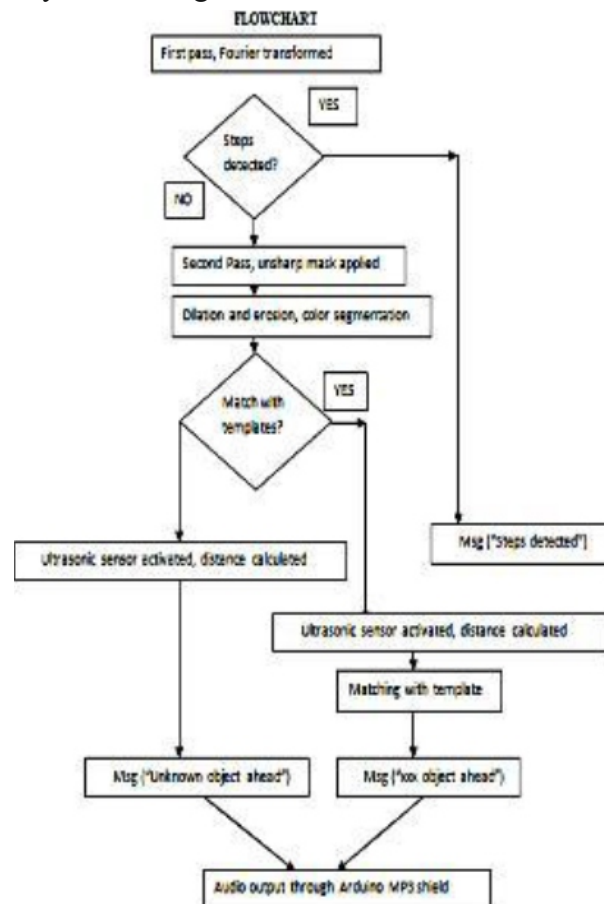 FLOWCHART
First pass, Fourier transformed
YES
Steps
detected?
NO
Second Pass, unsharp mask applied
Dilation and erosion, color segmentation
YES
Match with
templates?
Msg ("Steps detected")
Ultrasonic sensor activated, distance calculated
Ultrasonic sensor activated, distance calculated
Matching with template
Msg ("Unknown object ahead")
Msg ("xxx object ahead")
Audio output through Arduino MP3 shield